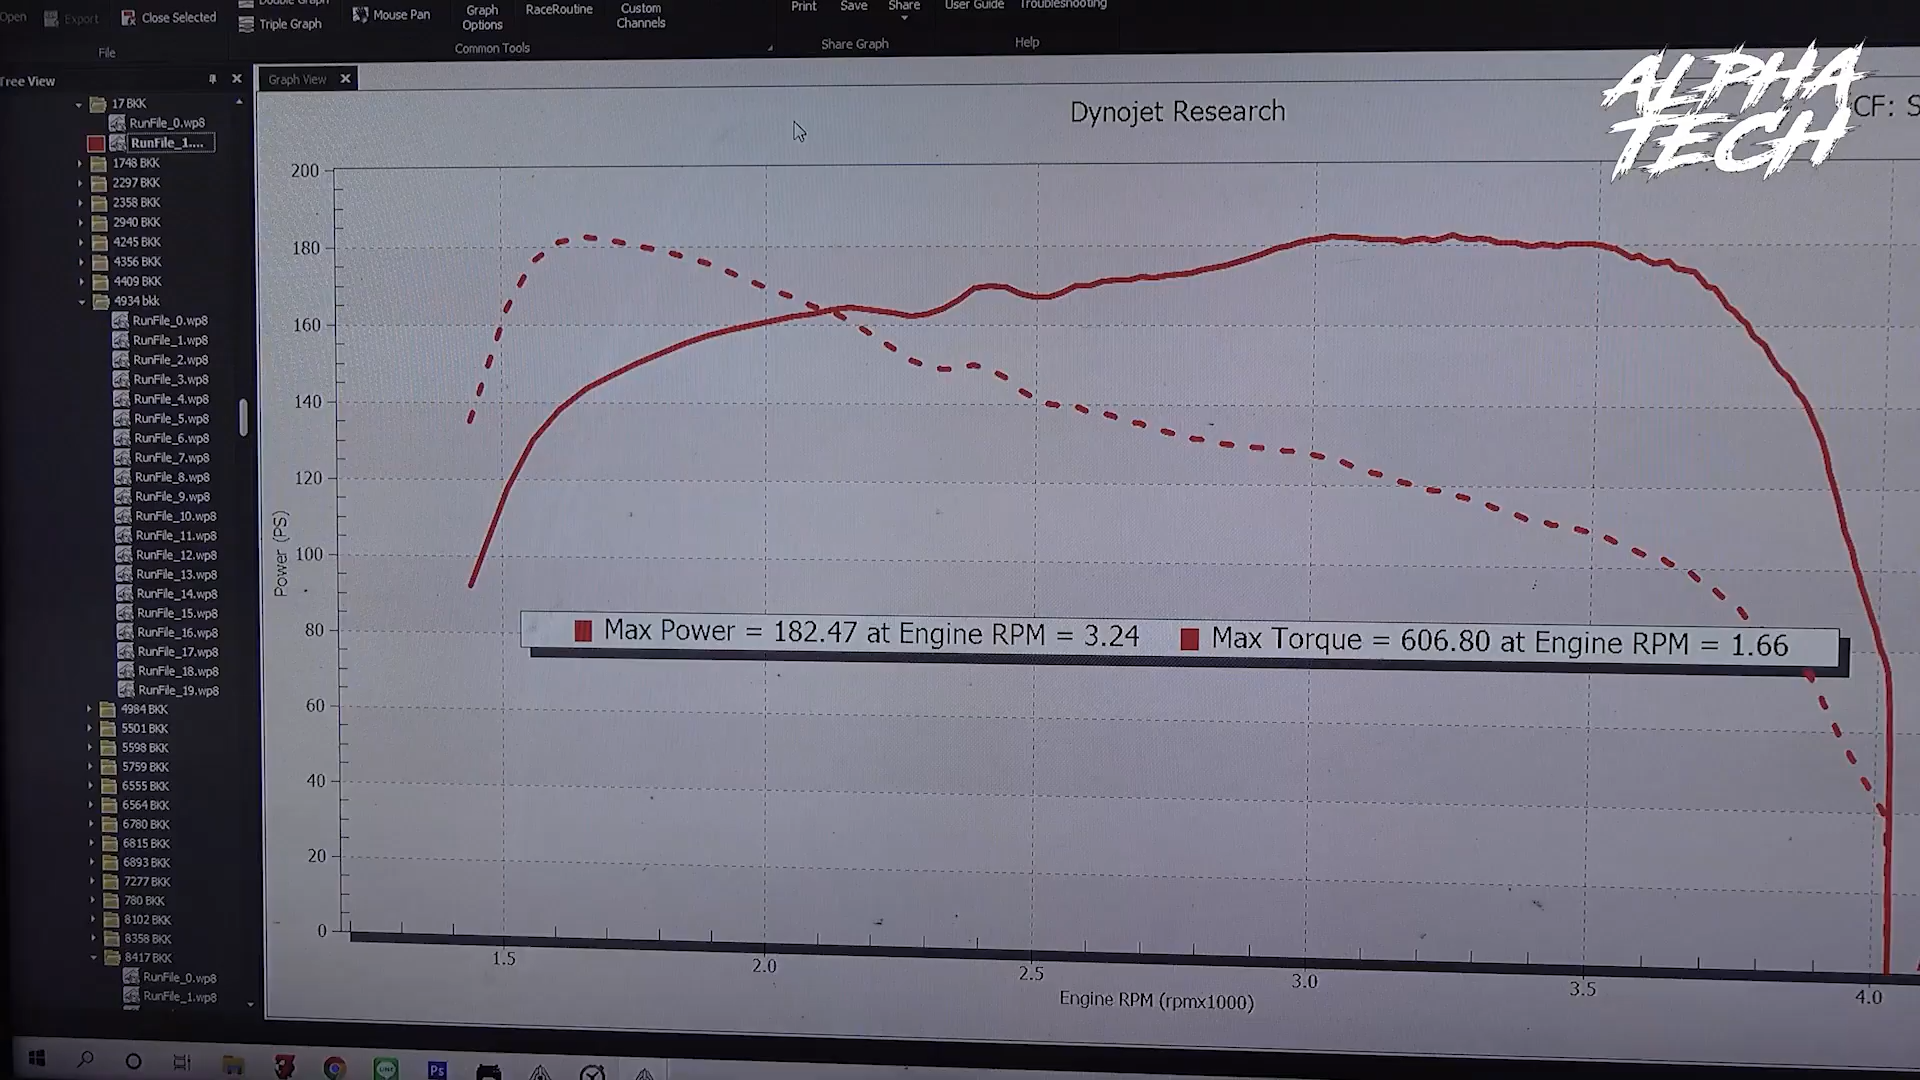 Open
Export
Close Selected
Double Graph
Triple Graph
Mouse Pan
Graph Options
RaceRoutine
Custom Channels
Print
Save
Share
User Guide
Troubleshooting
File
Common Tools
Share Graph
Help
Tree View
Graph View
17 BKK
RunFile_0.wp8
RunFile_1....
1748 BKK
2297 BKK
2358 BKK
2940 BKK
4245 BKK
4356 BKK
4409 BKK
4934 bkk
RunFile_0.wp8
RunFile_1.wp8
RunFile_2.wp8
RunFile_3.wp8
RunFile_4.wp8
RunFile_5.wp8
RunFile_6.wp8
RunFile_7.wp8
RunFile_8.wp8
RunFile_9.wp8
RunFile_10.wp8
RunFile_11.wp8
RunFile_12.wp8
RunFile_13.wp8
RunFile_14.wp8
RunFile_15.wp8
RunFile_16.wp8
RunFile_17.wp8
RunFile_18.wp8
RunFile_19.wp8
4984 BKK
5501 BKK
5598 BKK
5759 BKK
6555 BKK
6564 BKK
6780 BKK
6815 BKK
6893 BKK
7277 BKK
780 BKK
8102 BKK
8358 BKK
8417 BKK
RunFile_0.wp8
RunFile_1.wp8
Dynojet Research
CF: S
ALPHA
TECH
200
180
160
140
120
100
80
60
40
20
0
Power (PS)
Max Power = 182.47 at Engine RPM = 3.24
Max Torque = 606.80 at Engine RPM = 1.66
1.5
2.0
2.5
3.0
3.5
4.0
Engine RPM (rpmx1000)
LINE
Ps